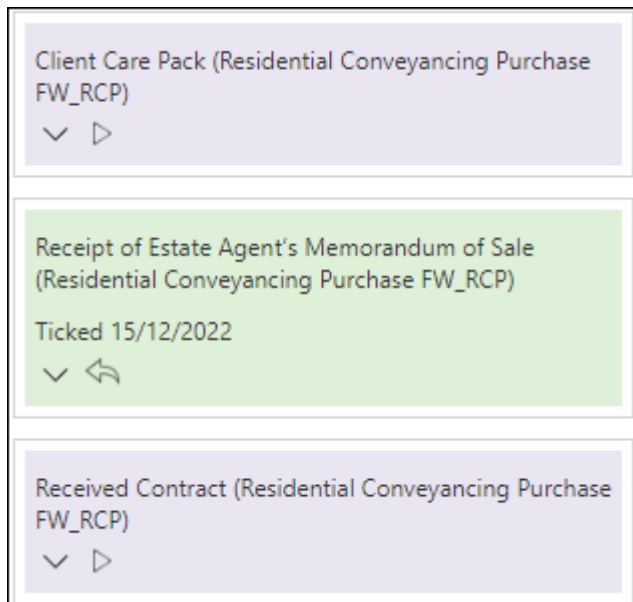 Client Care Pack (Residential Conveyancing Purchase
FW_RCP)
Receipt of Estate Agent's Memorandum of Sale
(Residential Conveyancing Purchase FW_RCP)
Ticked 15/12/2022
Received Contract (Residential Conveyancing Purchase
FW_RCP)